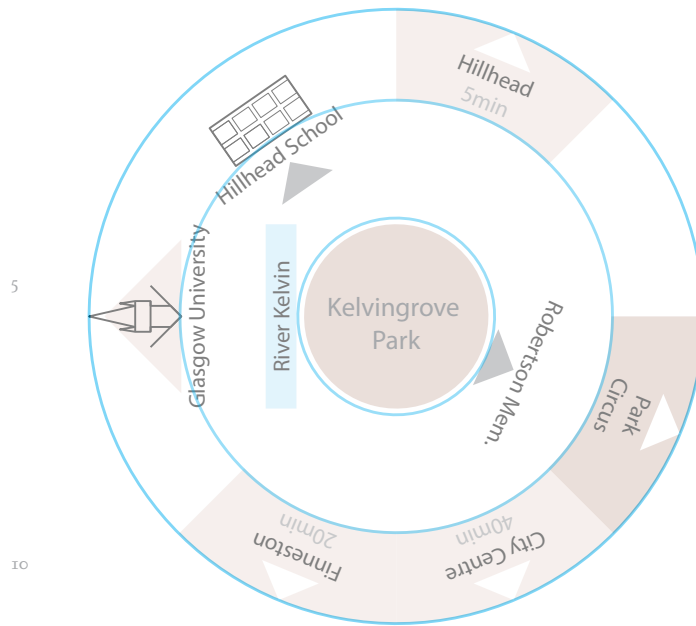 Hillhead
5min
Hillhead School
5
Glasgow University
River Kelvin
Kelvingrove
Park
Robertson Mem.
Park
Circus
20min
Finneston
40min
City Centre
10